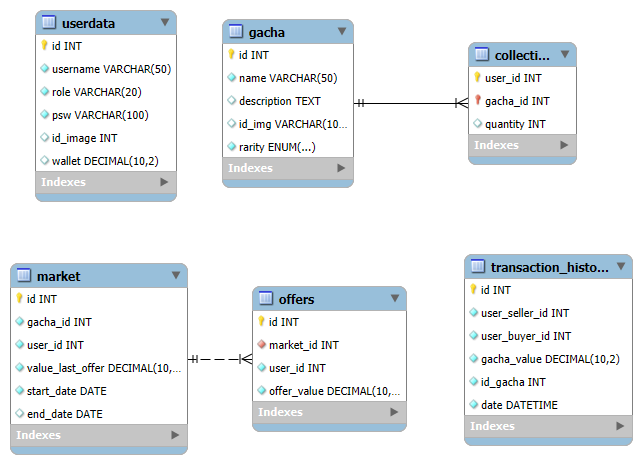 userdata
id INT
username VARCHAR(50)
role VARCHAR(20)
psw VARCHAR(100)
id_image INT
wallet DECIMAL(10,2)
Indexes
gacha
id INT
name VARCHAR(50)
description TEXT
id_img VARCHAR(10...
rarity ENUM(...)
Indexes
collecti...
user_id INT
gacha_id INT
quantity INT
Indexes
market
id INT
gacha_id INT
user_id INT
value_last_offer DECIMAL(10,...
start_date DATE
end_date DATE
Indexes
offers
id INT
market_id INT
user_id INT
offer_value DECIMAL(10,...
Indexes
transaction_histo...
id INT
user_seller_id INT
user_buyer_id INT
gacha_value DECIMAL(10,2)
id_gacha INT
date DATETIME
Indexes